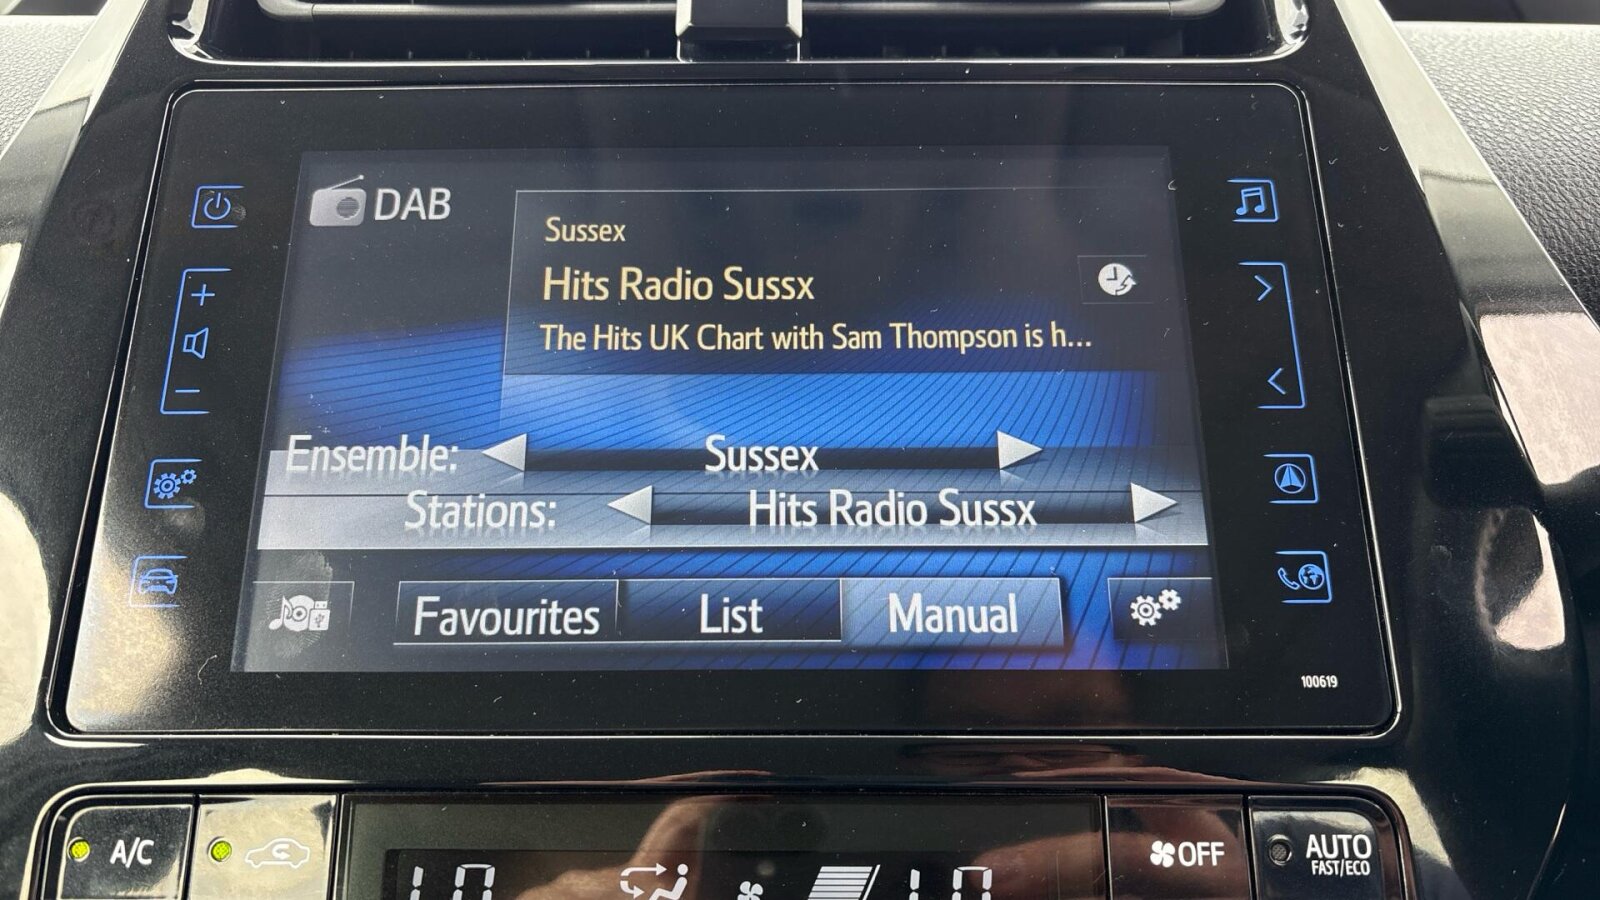 DAB
Sussex
Hits Radio Sussx
The Hits UK Chart with Sam Thompson is h...
Ensemble: Sussex
Stations: Hits Radio Sussx
Favourites List Manual
100619
A/C OFF AUTO
FAST/ECO